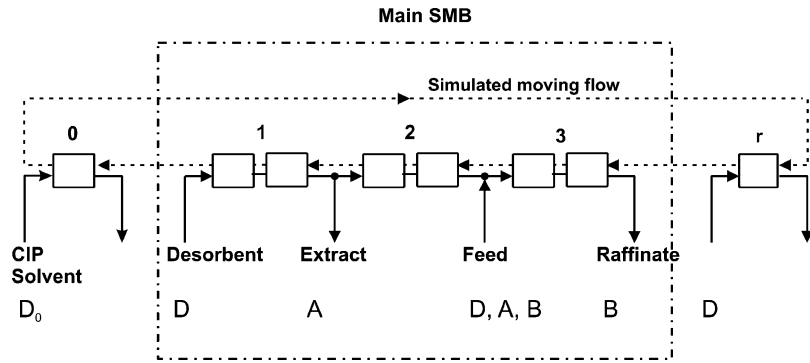 Main SMB
Simulated moving flow
0
1
2
3
r
CIP
Solvent
Desorbent
Extract
Feed
Raffinate
D₀
D
A
D, A, B
B
D